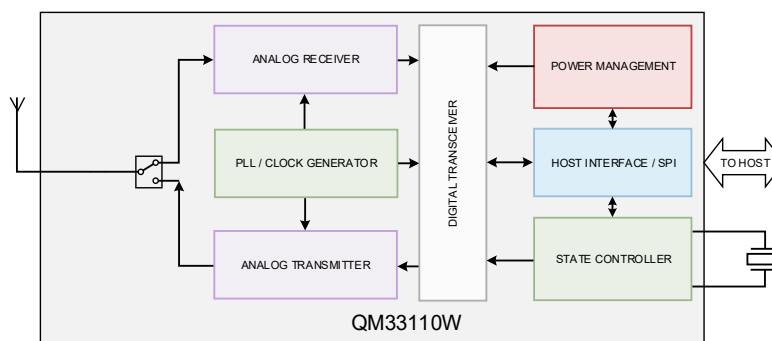 ANALOG RECEIVER
POWER MANAGEMENT
PLL / CLOCK GENERATOR
DIGITAL TRANSCEIVER
HOST INTERFACE / SPI
TO HOST
ANALOG TRANSMITTER
STATE CONTROLLER
QM33110W